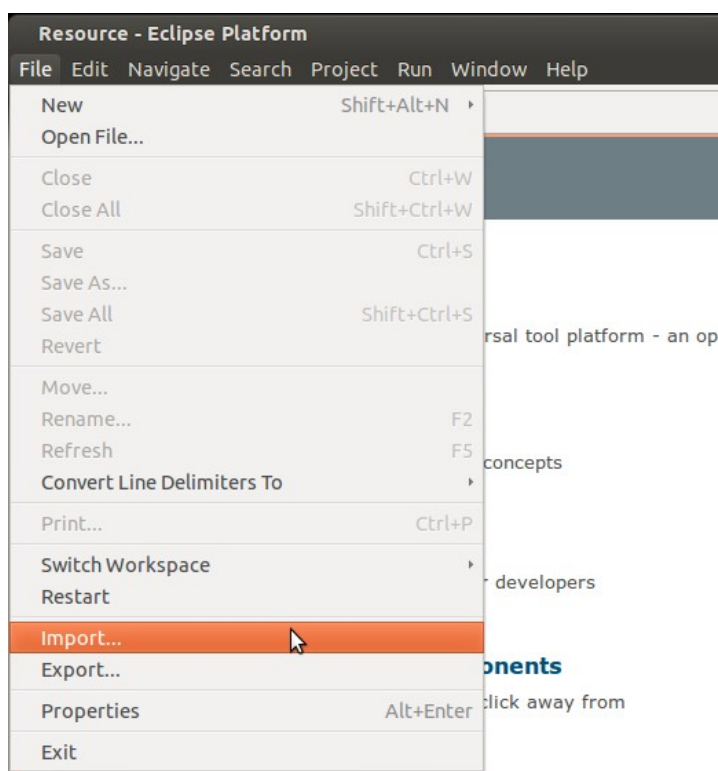 Resource - Eclipse Platform
File Edit Navigate Search Project Run Window Help
New Shift+Alt+N
Open File...
Close Ctrl+W
Close All Shift+Ctrl+W
Save Ctrl+S
Save As...
Save All Shift+Ctrl+S
Revert
rsal tool platform - an op
Move...
Rename... F2
Refresh F5
concepts
Convert Line Delimiters To
Print... Ctrl+P
Switch Workspace
developers
Restart
Import...
Export...
onents
Properties Alt+Enter
click away from
Exit